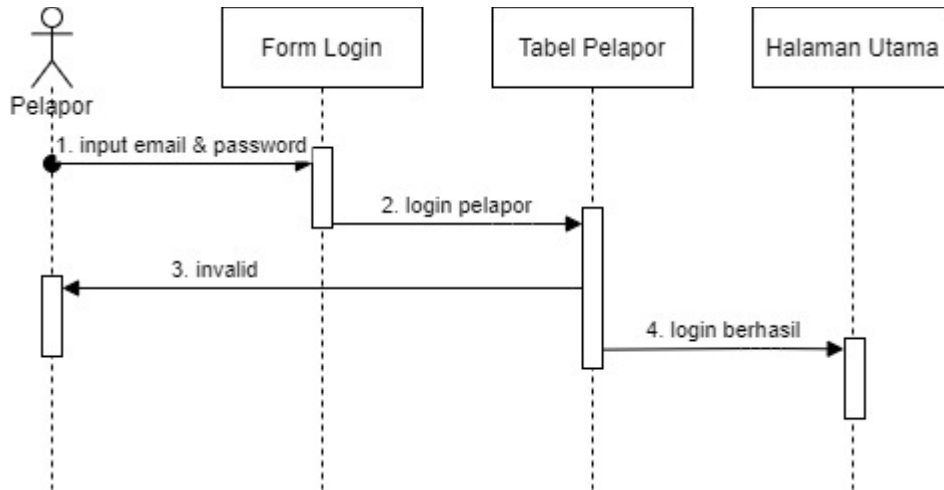 Pelapor
Form Login
Tabel Pelapor
Halaman Utama
1. input email & password
2. login pelapor
3. invalid
4. login berhasil